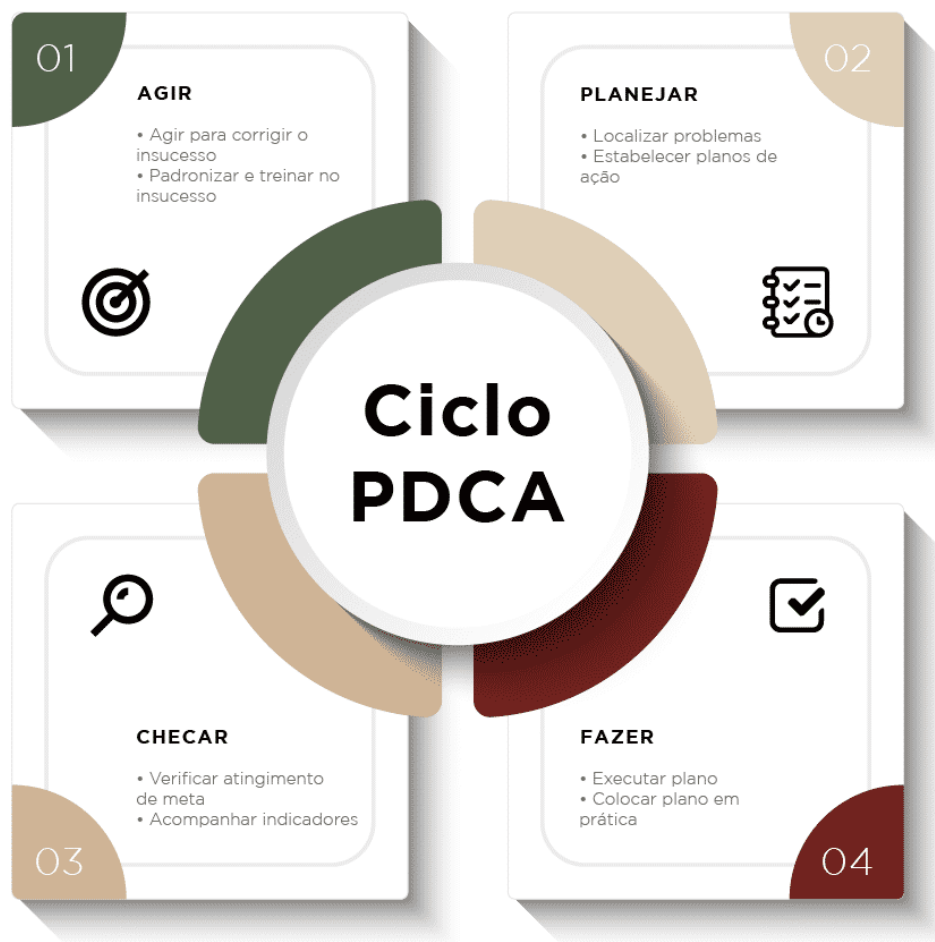 01
AGIR
• Agir para corrigir o
insucesso
• Padronizar e treinar no
insucesso
02
PLANEJAR
• Localizar problemas
• Estabelecer planos de
ação
Ciclo
PDCA
CHECAR
• Verificar atingimento
de meta
• Acompanhar indicadores
03
FAZER
• Executar plano
• Colocar plano em
prática
04